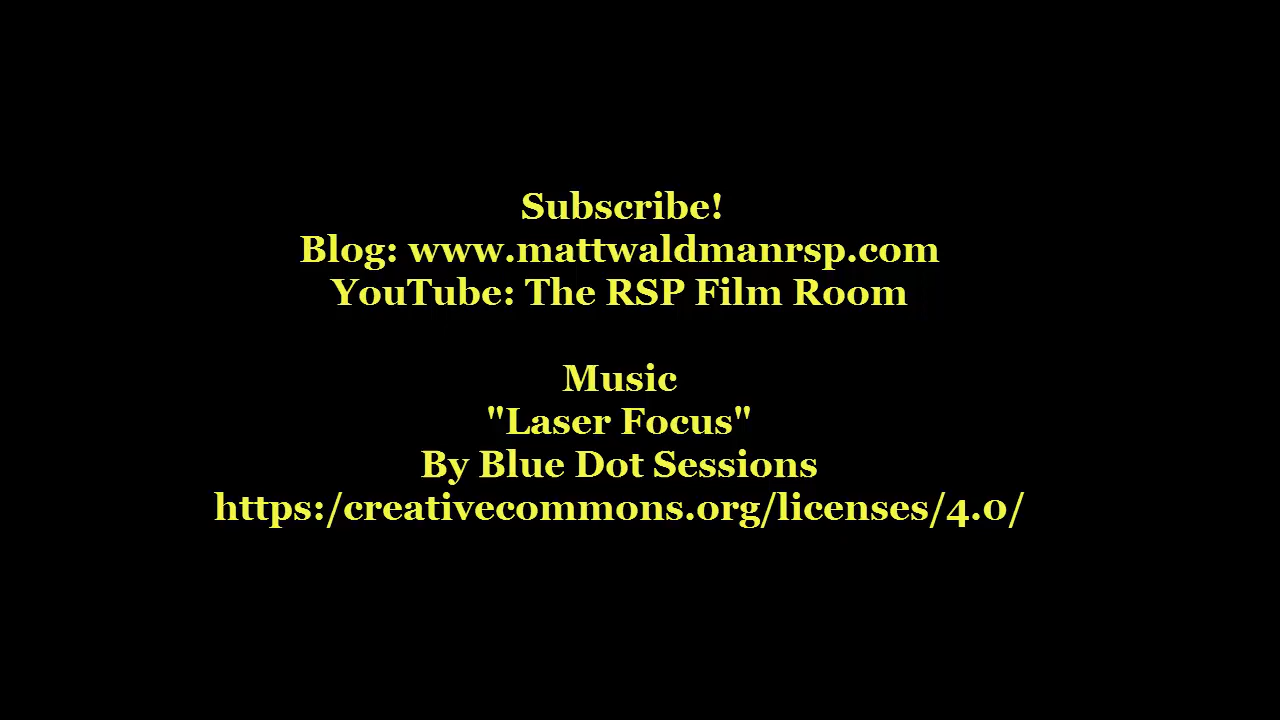 Subscribe!
Blog: www.mattwaldmanrsp.com
YouTube: The RSP Film Room
Music
"Laser Focus"
By Blue Dot Sessions
https:/creativecommons.org/licenses/4.0/